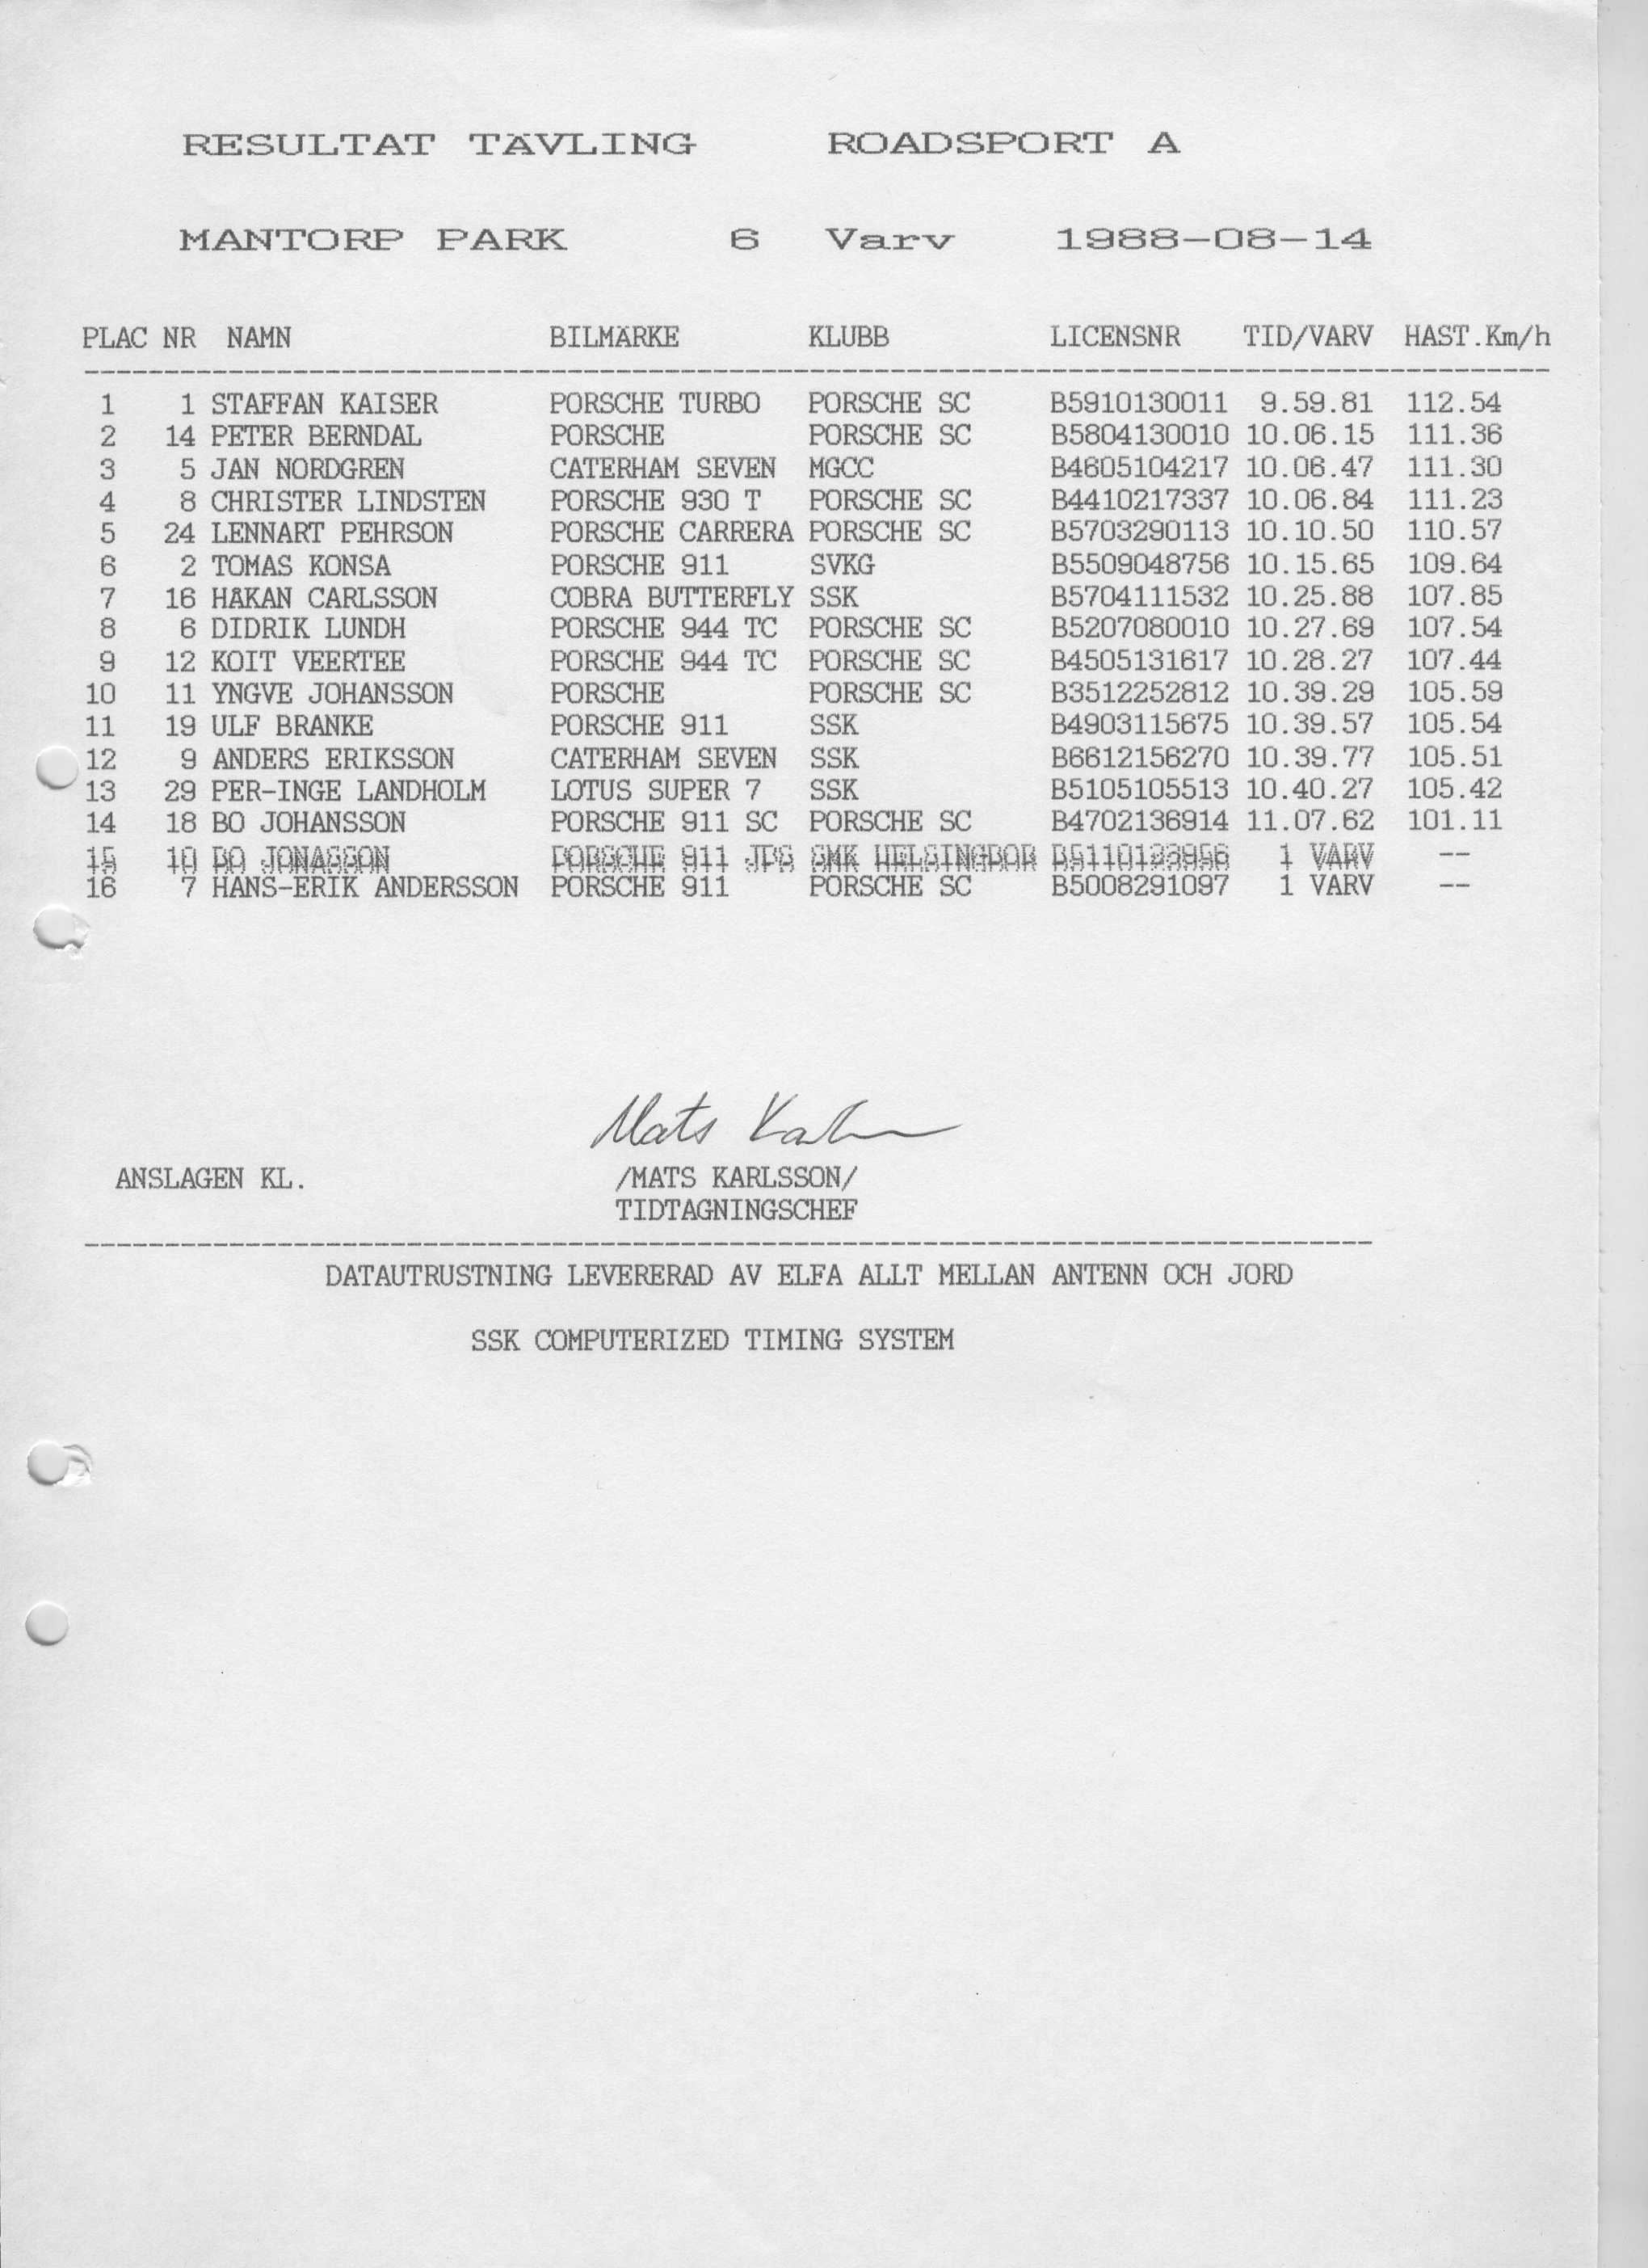 RESULTAT TÄVLING ROADSPORT A
MANTORP PARK 6 Varv 1988-08-14
PLAC NR NAMN BILMÄRKE KLUBB LICENSNR TID/VARV HAST.Km/h
1 1 STAFFAN KAISER PORSCHE TURBO PORSCHE SC B5910130011 9.59.81 112.54
2 14 PETER BERNDAL PORSCHE PORSCHE SC B5804130010 10.06.15 111.36
3 5 JAN NORDGREN CATERHAM SEVEN MGCC B4605104217 10.06.47 111.30
4 8 CHRISTER LINDSTEN PORSCHE 930 T PORSCHE SC B4410217337 10.06.84 111.23
5 24 LENNART PEHRSON PORSCHE CARRERA PORSCHE SC B5703290113 10.10.50 110.57
6 2 TOMAS KONSA PORSCHE 911 SVKG B5509048756 10.15.65 109.64
7 16 HÅKAN CARLSSON COBRA BUTTERFLY SSK B5704111532 10.25.88 107.85
8 6 DIDRIK LUNDH PORSCHE 944 TC PORSCHE SC B5207080010 10.27.69 107.54
9 12 KOIT VEERTEE PORSCHE 944 TC PORSCHE SC B4505131617 10.28.27 107.44
10 11 YNGVE JOHANSSON PORSCHE PORSCHE SC B3512252812 10.39.29 105.59
11 19 ULF BRANKE PORSCHE 911 SSK B4903115675 10.39.57 105.54
12 9 ANDERS ERIKSSON CATERHAM SEVEN SSK B6612156270 10.39.77 105.51
13 29 PER-INGE LANDHOLM LOTUS SUPER 7 SSK B5105105513 10.40.27 105.42
14 18 BO JOHANSSON PORSCHE 911 SC PORSCHE SC B4702136914 11.07.62 101.11
15 10 BO JONASSON PORSCHE 911 JPS SMK HELSINGBOR 1 VARV --
16 7 HANS-ERIK ANDERSSON PORSCHE 911 PORSCHE SC B5008291097 1 VARV --
Mats Karlsson
ANSLAGEN KL. /MATS KARLSSON/
TIDTAGNINGSCHEF
DATAUTRUSTNING LEVERERAD AV ELFA ALLT MELLAN ANTENN OCH JORD
SSK COMPUTERIZED TIMING SYSTEM